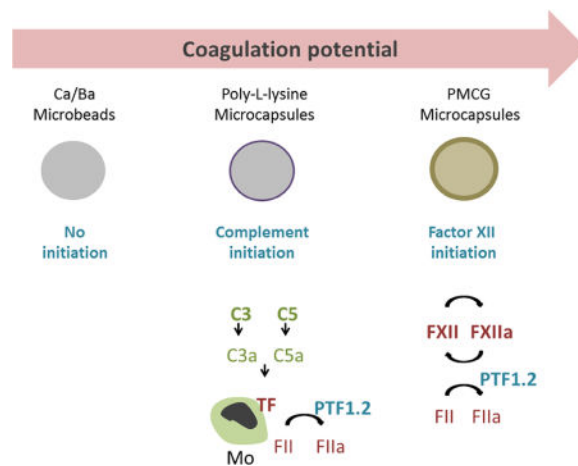 Coagulation potential
Ca/Ba
Microbeads
Poly-L-lysine
Microcapsules
PMCG
Microcapsules
No
initiation
Complement
initiation
Factor XII
initiation
C3 C5
C3a C5a
TF
PTF1.2
FII FIIa
Mo
FXII FXIIa
PTF1.2
FII FIIa